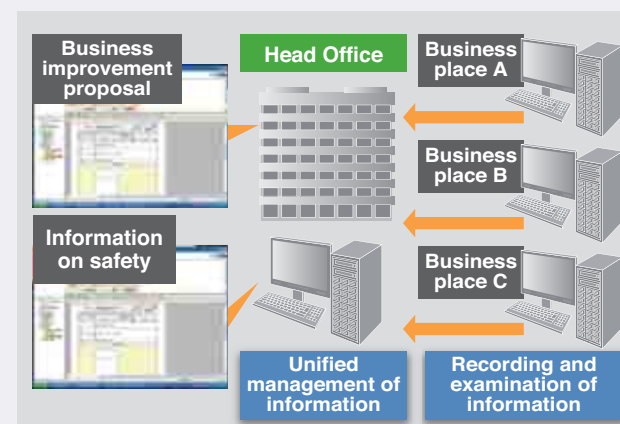 Business
improvement
proposal
Head Office
Business
place A
Business
place B
Information
on safety
Business
place C
Unified
management of
information
Recording and
examination of
information